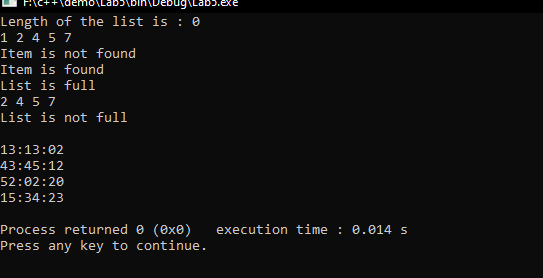 F:\c++\demo\Lab5\bin\Debug\Lab5.exe
Length of the list is : 0
1 2 4 5 7
Item is not found
Item is found
List is full
2 4 5 7
List is not full
13:13:02
43:45:12
52:02:20
15:34:23
Process returned 0 (0x0)   execution time : 0.014 s
Press any key to continue.